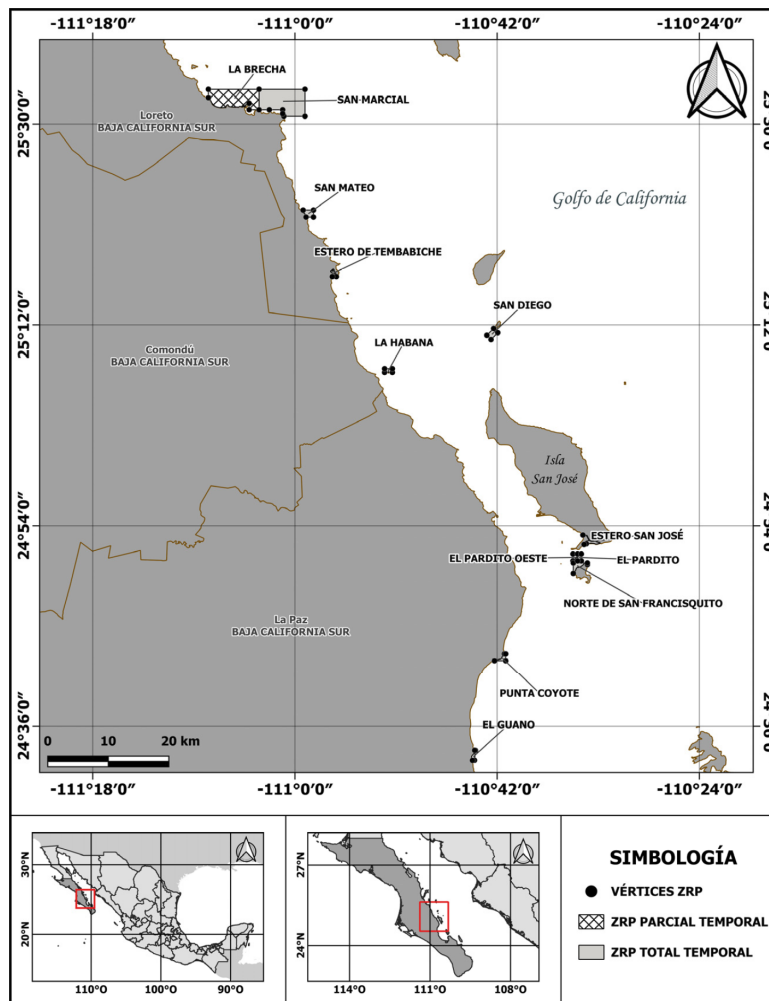 -111°18′0″ -111°0′0″ -110°42′0″ -110°24′0″
LA BRECHA
SAN MARCIAL
Loreto
BAJA CALIFORNIA SUR
25°30′0″
SAN MATEO
Golfo de California
ESTERO DE TEMBABICHE
SAN DIEGO
25°12′0″
LA HABANA
Comondú
BAJA CALIFORNIA SUR
Isla
San José
24°54′0″
ESTERO SAN JOSÉ
EL PARDITO OESTE
EL PARDITO
NORTE DE SAN FRANCISQUITO
La Paz
BAJA CALIFORNIA SUR
PUNTA COYOTE
EL GUANO
24°36′0″
0 10 20 km
-111°18′0″ -111°0′0″ -110°42′0″ -110°24′0″
30°N
20°N
110°W 100°W 90°W
27°N
24°N
114°W 111°W 108°W
SIMBOLOGÍA
VÉRTICES ZRP
ZRP PARCIAL TEMPORAL
ZRP TOTAL TEMPORAL